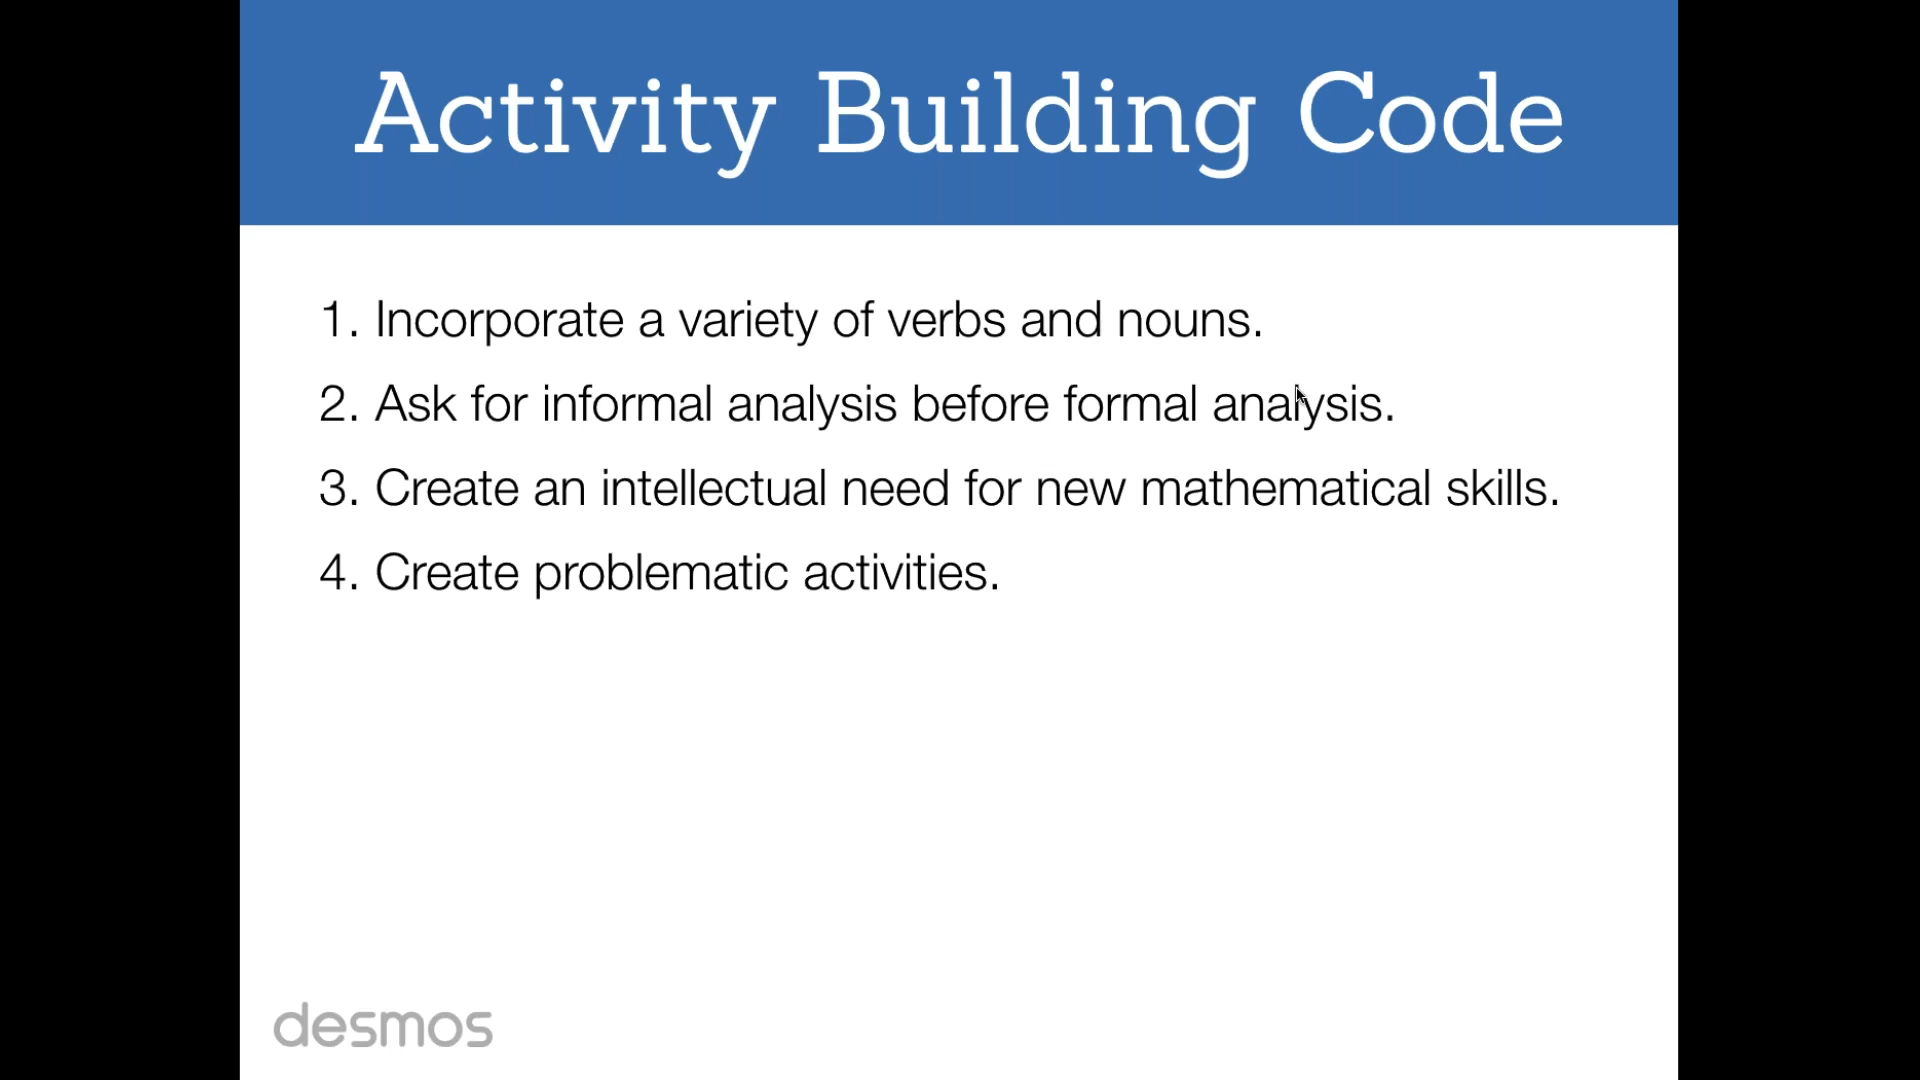 Activity Building Code
1. Incorporate a variety of verbs and nouns.
2. Ask for informal analysis before formal analysis.
3. Create an intellectual need for new mathematical skills.
4. Create problematic activities.
desmos